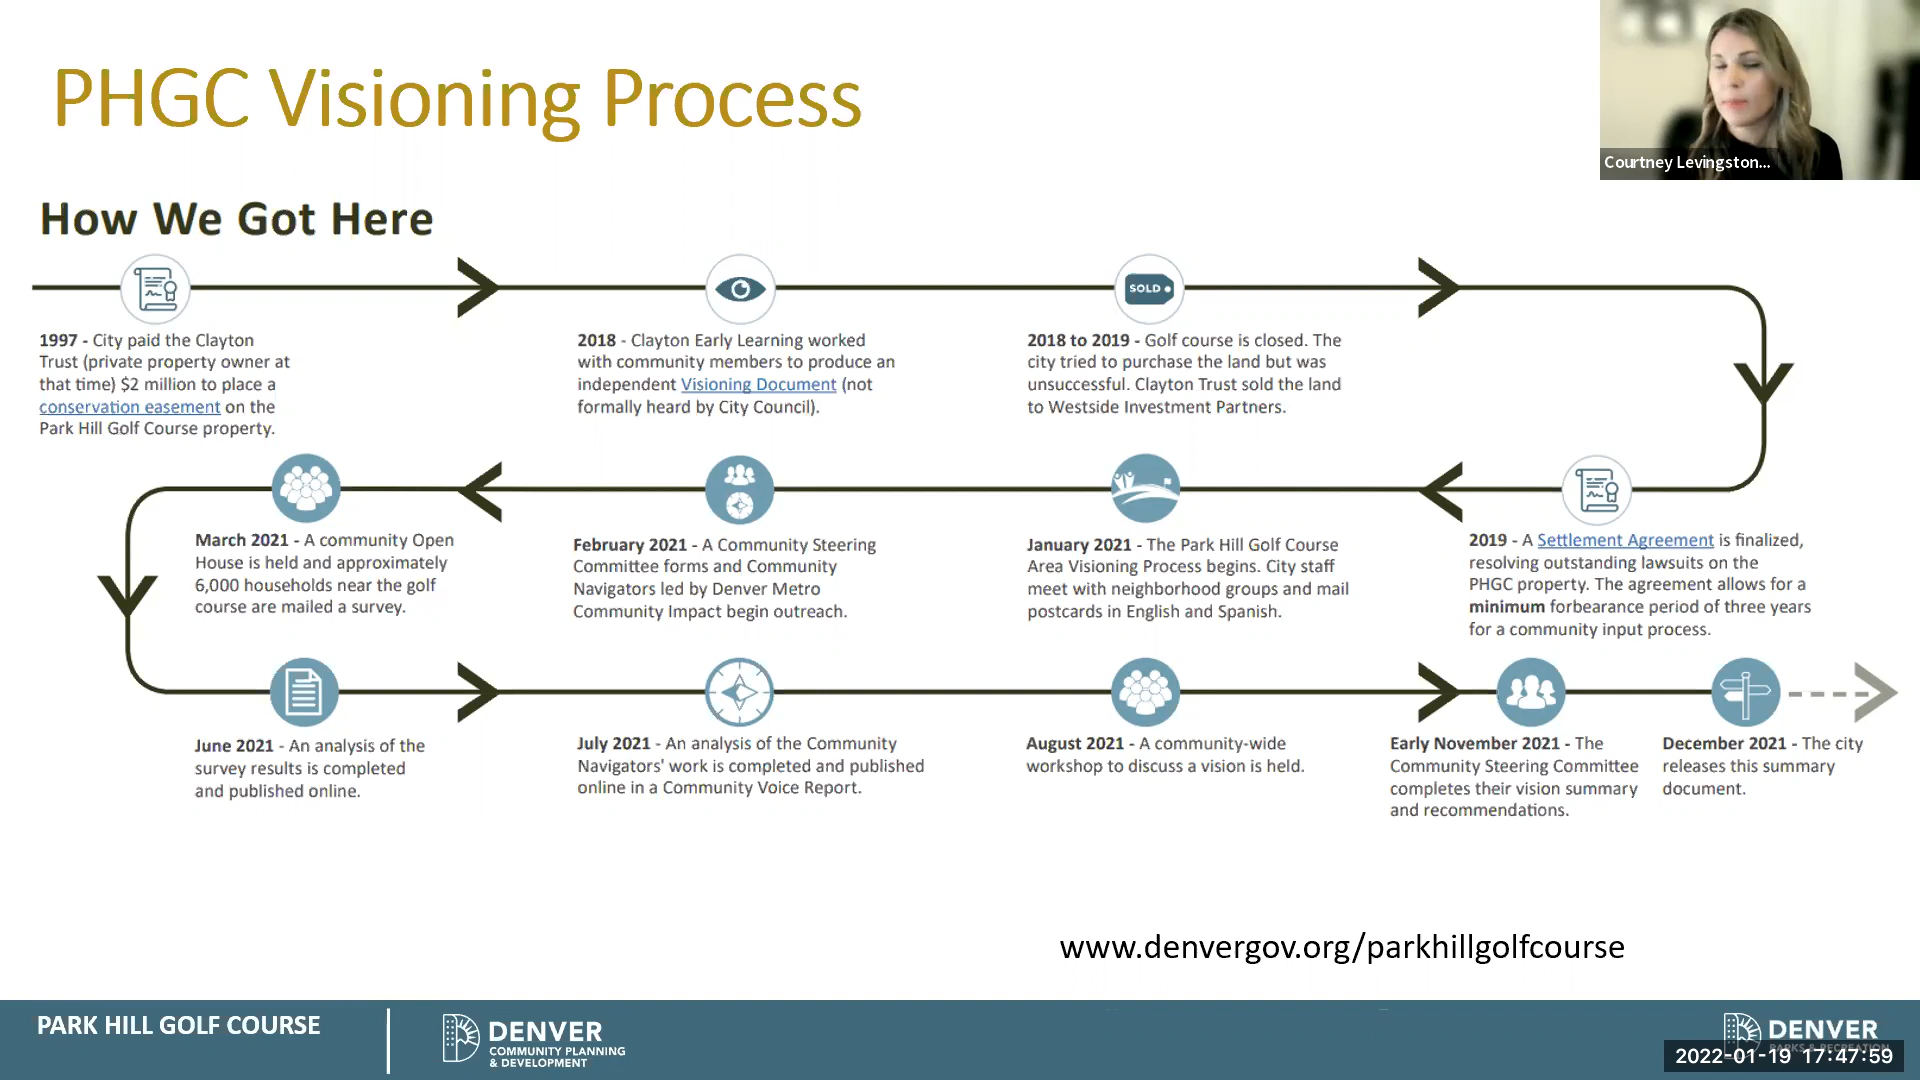 PHGC Visioning Process
Courtney Levingston...
How We Got Here
SOLD
1997 - City paid the Clayton
Trust (private property owner at
that time) $2 million to place a
conservation easement on the
Park Hill Golf Course property.
2018 - Clayton Early Learning worked
with community members to produce an
independent Visioning Document (not
formally heard by City Council).
2018 to 2019 - Golf course is closed. The
city tried to purchase the land but was
unsuccessful. Clayton Trust sold the land
to Westside Investment Partners.
2019 - A Settlement Agreement is finalized,
resolving outstanding lawsuits on the
PHGC property. The agreement allows for a
minimum forbearance period of three years
for a community input process.
January 2021 - The Park Hill Golf Course
Area Visioning Process begins. City staff
meet with neighborhood groups and mail
postcards in English and Spanish.
February 2021 - A Community Steering
Committee forms and Community
Navigators led by Denver Metro
Community Impact begin outreach.
March 2021 - A community Open
House is held and approximately
6,000 households near the golf
course are mailed a survey.
June 2021 - An analysis of the
survey results is completed
and published online.
July 2021 - An analysis of the Community
Navigators' work is completed and published
online in a Community Voice Report.
August 2021 - A community-wide
workshop to discuss a vision is held.
Early November 2021 - The
Community Steering Committee
completes their vision summary
and recommendations.
December 2021 - The city
releases this summary
document.
www.denvergov.org/parkhillgolfcourse
PARK HILL GOLF COURSE
DENVER
COMMUNITY PLANNING
& DEVELOPMENT
DENVER
PARKS & RECREATION
2022-01-19 17:47:59